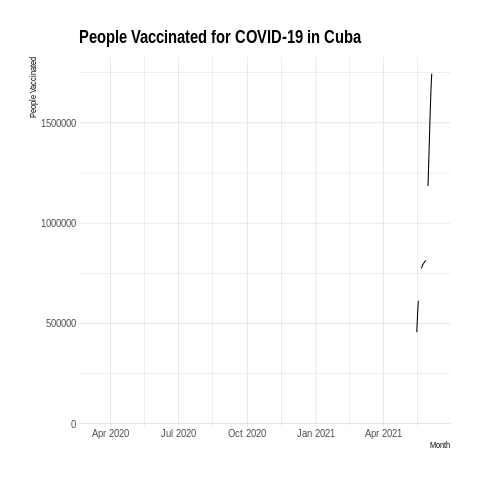 People Vaccinated for COVID-19 in Cuba
People Vaccinated
1500000
1000000
500000
0
Apr 2020 Jul 2020 Oct 2020 Jan 2021 Apr 2021
Month